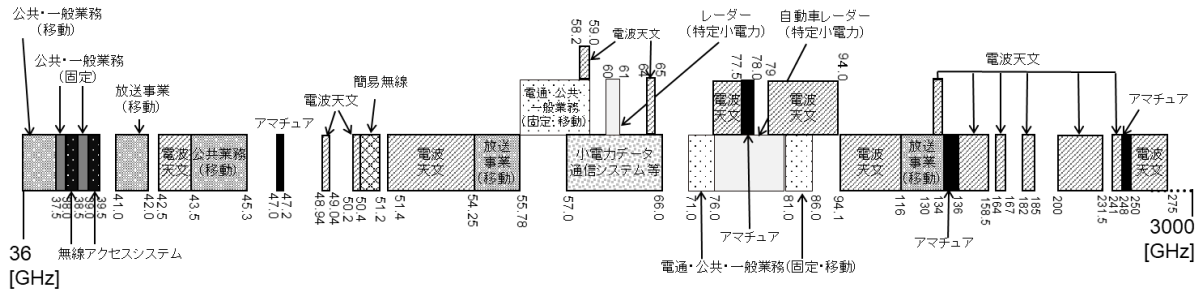 公共・一般業務
(移動)
公共・一般業務
(固定)
放送事業
(移動)
電波
天文
公共業務
(移動)
アマチュア
電波天文
簡易無線
電波
天文
放送
事業
(移動)
電通・公共・
一般業務
(固定・移動)
58.2
59.0
電波天文
60
61
64
65
レーダー
(特定小電力)
小電力データ
通信システム等
自動車レーダー
(特定小電力)
77.5
78.0
79
94.0
電波
天文
電波
天文
電波
天文
放送
事業
(移動)
電波天文
アマチュア
電波
天文
37.5
38.0
38.5
39.0
39.5
41.0
42.0
42.5
43.5
45.3
47.0
47.2
48.94
49.04
50.2
50.4
51.2
51.4
54.25
55.78
57.0
66.0
71.0
76.0
81.0
86.0
94.1
116
130
134
136
158.5
164
167
182
185
200
231.5
241
248
250
275
無線アクセスシステム
アマチュア
電通・公共・一般業務(固定・移動)
アマチュア
36
[GHz]
3000
[GHz]